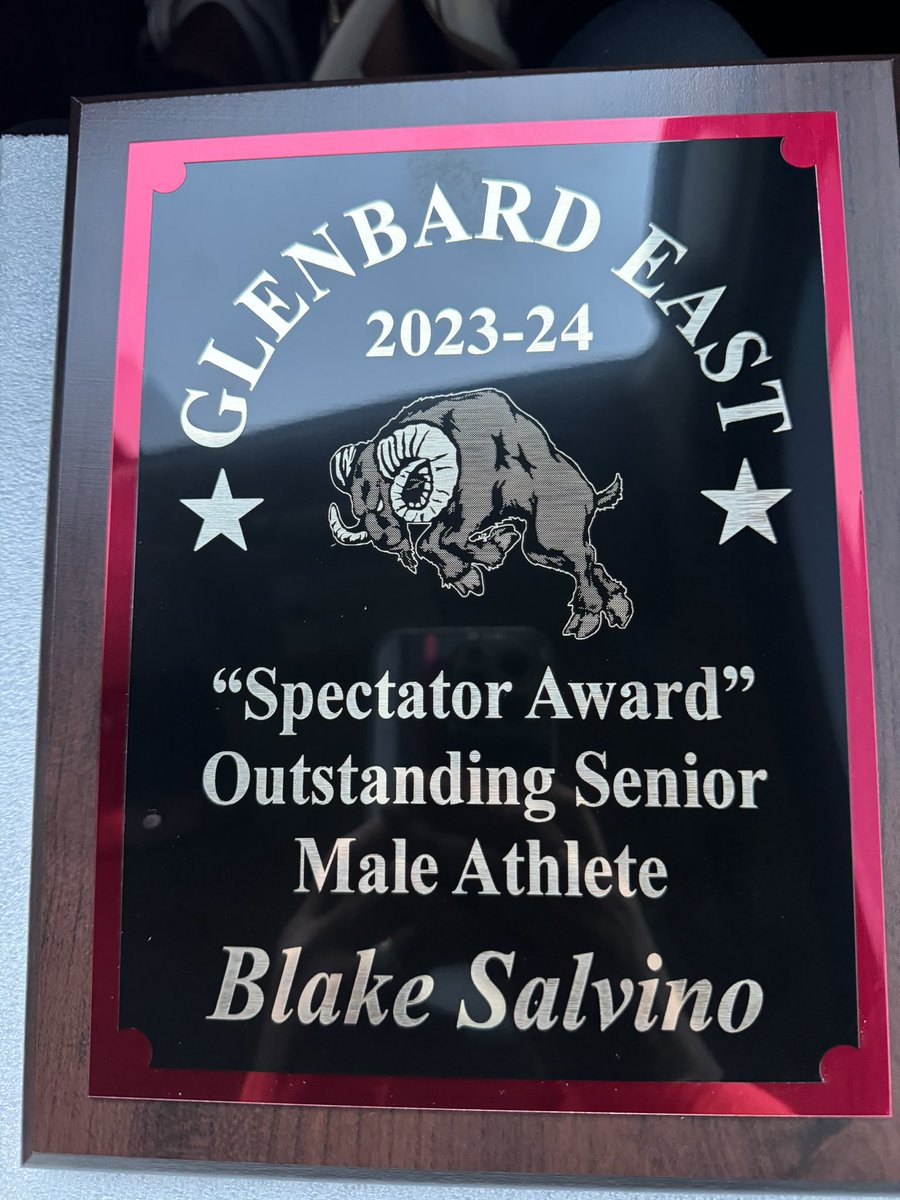 GLENBARD EAST
2023-24
“Spectator Award”
Outstanding Senior
Male Athlete
Blake Salvino